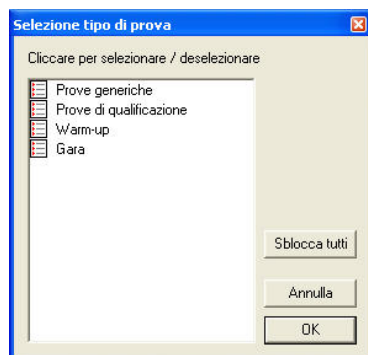 Selezione tipo di prova
Cliccare per selezionare / deselezionare
Prove generiche
Prove di qualificazione
Warm-up
Gara
Sblocca tutti
Annulla
OK